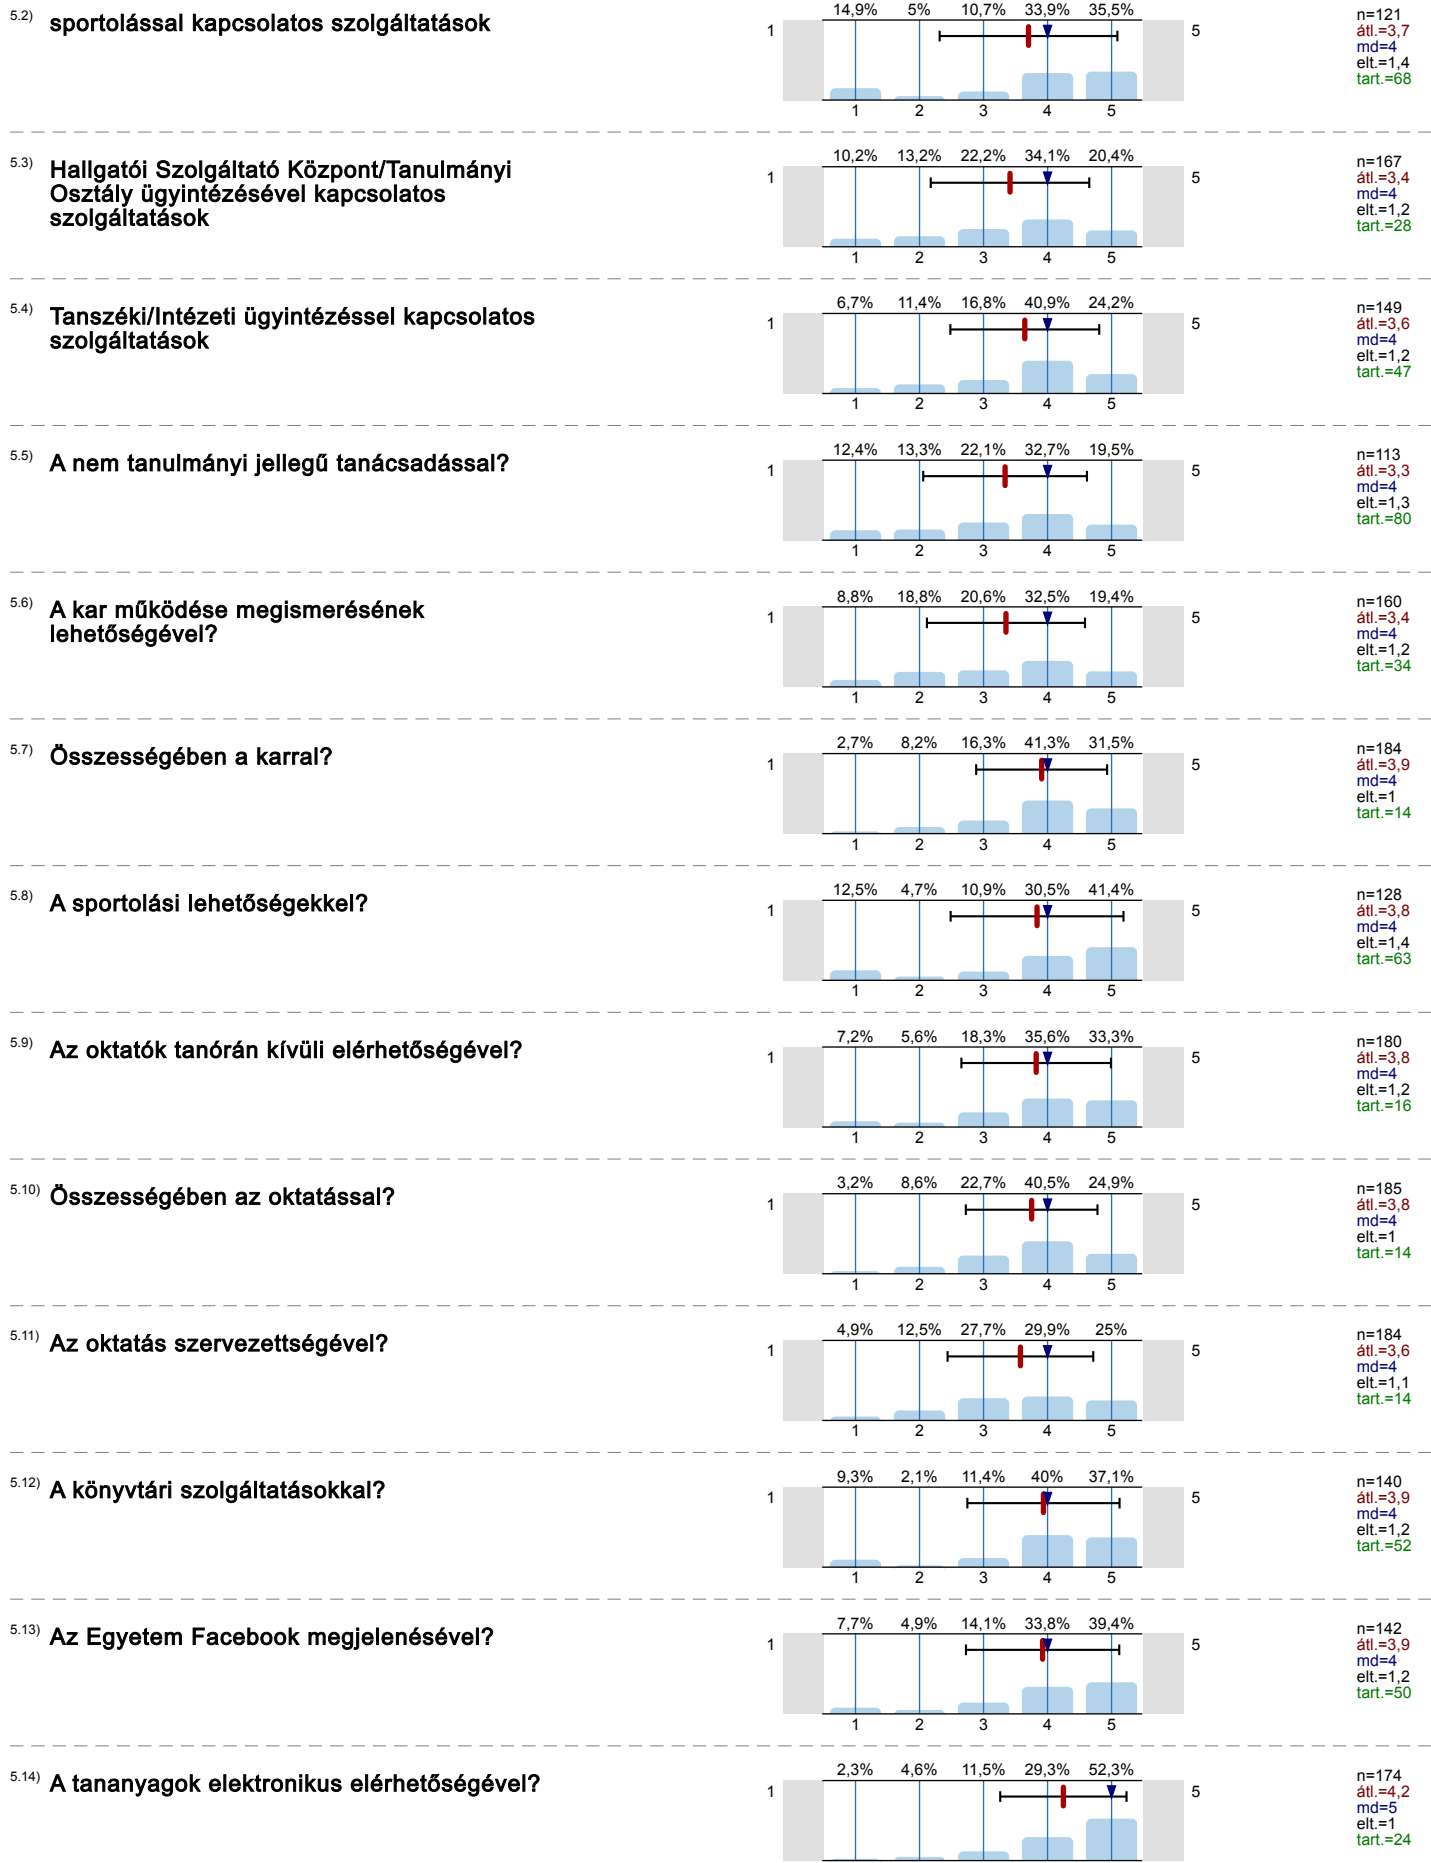 5.2) sportolással kapcsolatos szolgáltatások
14,9% 5% 10,7% 33,9% 35,5%
1 5
1 2 3 4 5
n=121
átl.=3,7
md=4
elt.=1,4
tart.=68
5.3) Hallgatói Szolgáltató Központ/Tanulmányi
Osztály ügyintézésével kapcsolatos
szolgáltatások
10,2% 13,2% 22,2% 34,1% 20,4%
1 5
1 2 3 4 5
n=167
átl.=3,4
md=4
elt.=1,2
tart.=28
5.4) Tanszéki/Intézeti ügyintézéssel kapcsolatos
szolgáltatások
6,7% 11,4% 16,8% 40,9% 24,2%
1 5
1 2 3 4 5
n=149
átl.=3,6
md=4
elt.=1,2
tart.=47
5.5) A nem tanulmányi jellegű tanácsadással?
12,4% 13,3% 22,1% 32,7% 19,5%
1 5
1 2 3 4 5
n=113
átl.=3,3
md=4
elt.=1,3
tart.=80
5.6) A kar működése megismerésének
lehetőségével?
8,8% 18,8% 20,6% 32,5% 19,4%
1 5
1 2 3 4 5
n=160
átl.=3,4
md=4
elt.=1,2
tart.=34
5.7) Összességében a karral?
2,7% 8,2% 16,3% 41,3% 31,5%
1 5
1 2 3 4 5
n=184
átl.=3,9
md=4
elt.=1
tart.=14
5.8) A sportolási lehetőségekkel?
12,5% 4,7% 10,9% 30,5% 41,4%
1 5
1 2 3 4 5
n=128
átl.=3,8
md=4
elt.=1,4
tart.=63
5.9) Az oktatók tanórán kívüli elérhetőségével?
7,2% 5,6% 18,3% 35,6% 33,3%
1 5
1 2 3 4 5
n=180
átl.=3,8
md=4
elt.=1,2
tart.=16
5.10) Összességében az oktatással?
3,2% 8,6% 22,7% 40,5% 24,9%
1 5
1 2 3 4 5
n=185
átl.=3,8
md=4
elt.=1
tart.=14
5.11) Az oktatás szervezettségével?
4,9% 12,5% 27,7% 29,9% 25%
1 5
1 2 3 4 5
n=184
átl.=3,6
md=4
elt.=1,1
tart.=14
5.12) A könyvtári szolgáltatásokkal?
9,3% 2,1% 11,4% 40% 37,1%
1 5
1 2 3 4 5
n=140
átl.=3,9
md=4
elt.=1,2
tart.=52
5.13) Az Egyetem Facebook megjelenésével?
7,7% 4,9% 14,1% 33,8% 39,4%
1 5
1 2 3 4 5
n=142
átl.=3,9
md=4
elt.=1,2
tart.=50
5.14) A tananyagok elektronikus elérhetőségével?
2,3% 4,6% 11,5% 29,3% 52,3%
1 5
n=174
átl.=4,2
md=5
elt.=1
tart.=24